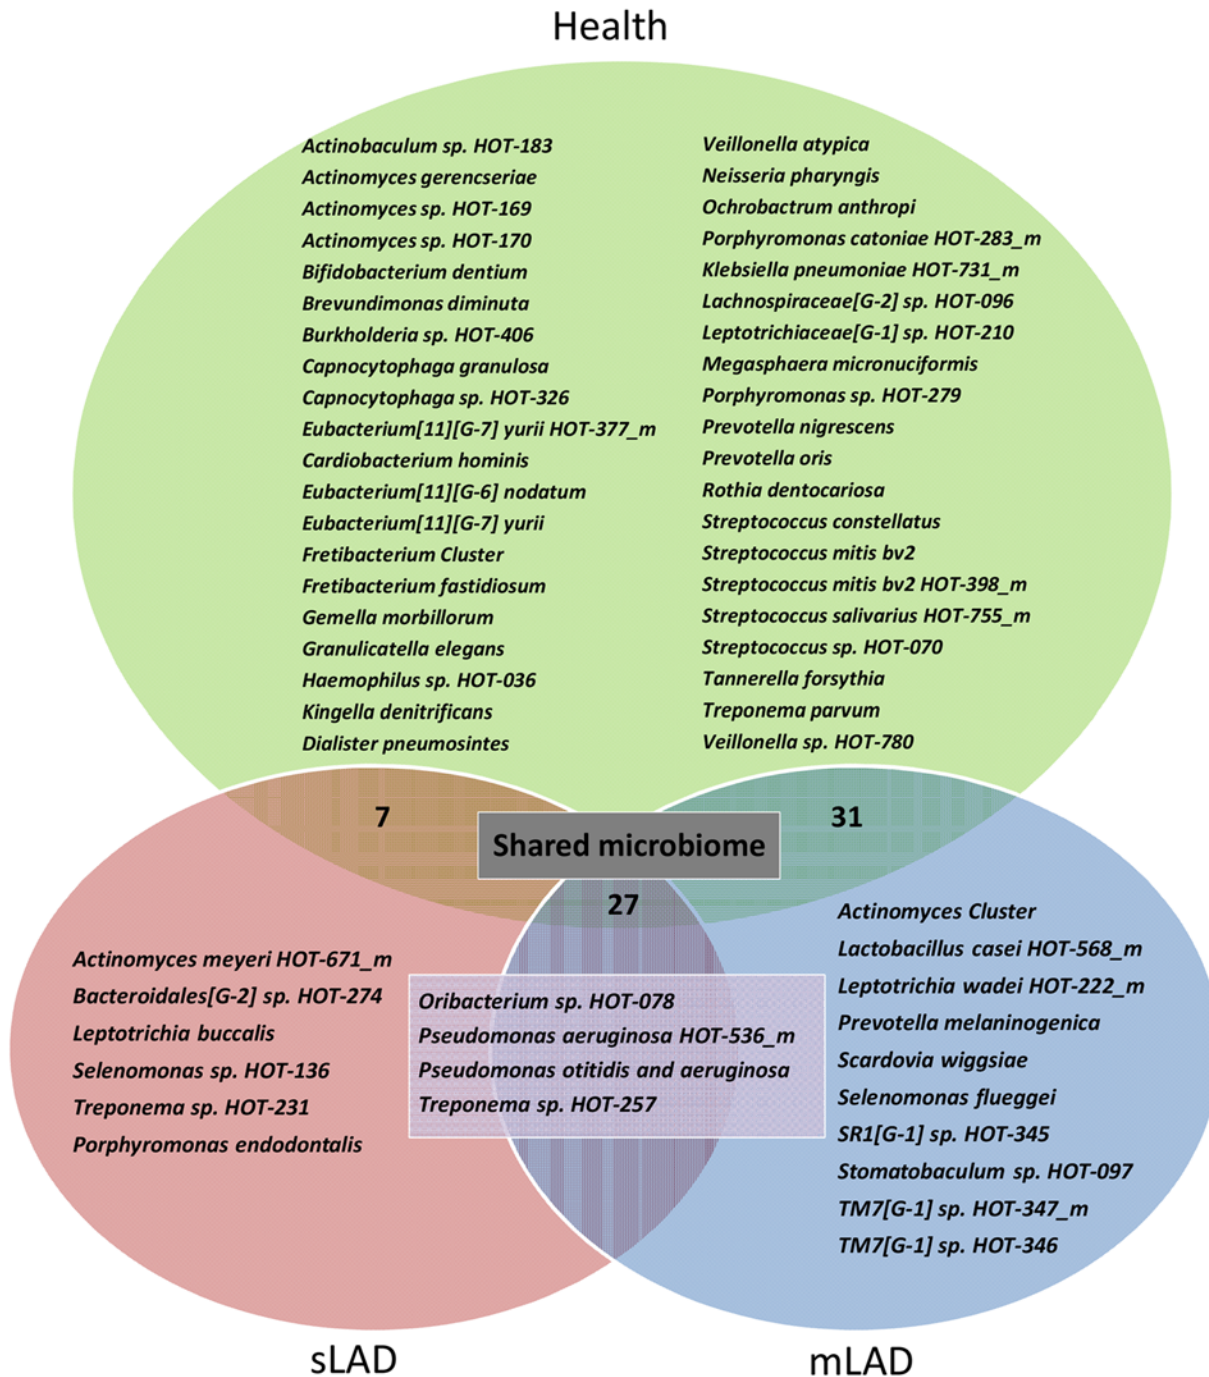 Health
Actinobaculum sp. HOT-183
Actinomyces gerencseriae
Actinomyces sp. HOT-169
Actinomyces sp. HOT-170
Bifidobacterium dentium
Brevundimonas diminuta
Burkholderia sp. HOT-406
Capnocytophaga granulosa
Capnocytophaga sp. HOT-326
Eubacterium[11][G-7] yurii HOT-377_m
Cardiobacterium hominis
Eubacterium[11][G-6] nodatum
Eubacterium[11][G-7] yurii
Fretibacterium Cluster
Fretibacterium fastidiosum
Gemella morbillorum
Granulicatella elegans
Haemophilus sp. HOT-036
Kingella denitrificans
Dialister pneumosintes
Veillonella atypica
Neisseria pharyngis
Ochrobactrum anthropi
Porphyromonas catoniae HOT-283_m
Klebsiella pneumoniae HOT-731_m
Lachnospiraceae[G-2] sp. HOT-096
Leptotrichiaceae[G-1] sp. HOT-210
Megasphaera micronuciformis
Porphyromonas sp. HOT-279
Prevotella nigrescens
Prevotella oris
Rothia dentocariosa
Streptococcus constellatus
Streptococcus mitis bv2
Streptococcus mitis bv2 HOT-398_m
Streptococcus salivarius HOT-755_m
Streptococcus sp. HOT-070
Tannerella forsythia
Treponema parvum
Veillonella sp. HOT-780
7
31
Shared microbiome
27
Actinomyces meyeri HOT-671_m
Bacteroidales[G-2] sp. HOT-274
Leptotrichia buccalis
Selenomonas sp. HOT-136
Treponema sp. HOT-231
Porphyromonas endodontalis
Oribacterium sp. HOT-078
Pseudomonas aeruginosa HOT-536_m
Pseudomonas otitidis and aeruginosa
Treponema sp. HOT-257
Actinomyces Cluster
Lactobacillus casei HOT-568_m
Leptotrichia wadei HOT-222_m
Prevotella melaninogenica
Scardovia wiggsiae
Selenomonas flueggei
SR1[G-1] sp. HOT-345
Stomatobaculum sp. HOT-097
TM7[G-1] sp. HOT-347_m
TM7[G-1] sp. HOT-346
sLAD
mLAD